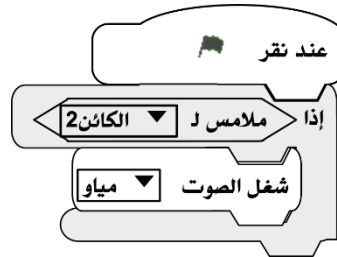 عند نقر
إذا ملامس لـ الكائن2
شغل الصوت مياو